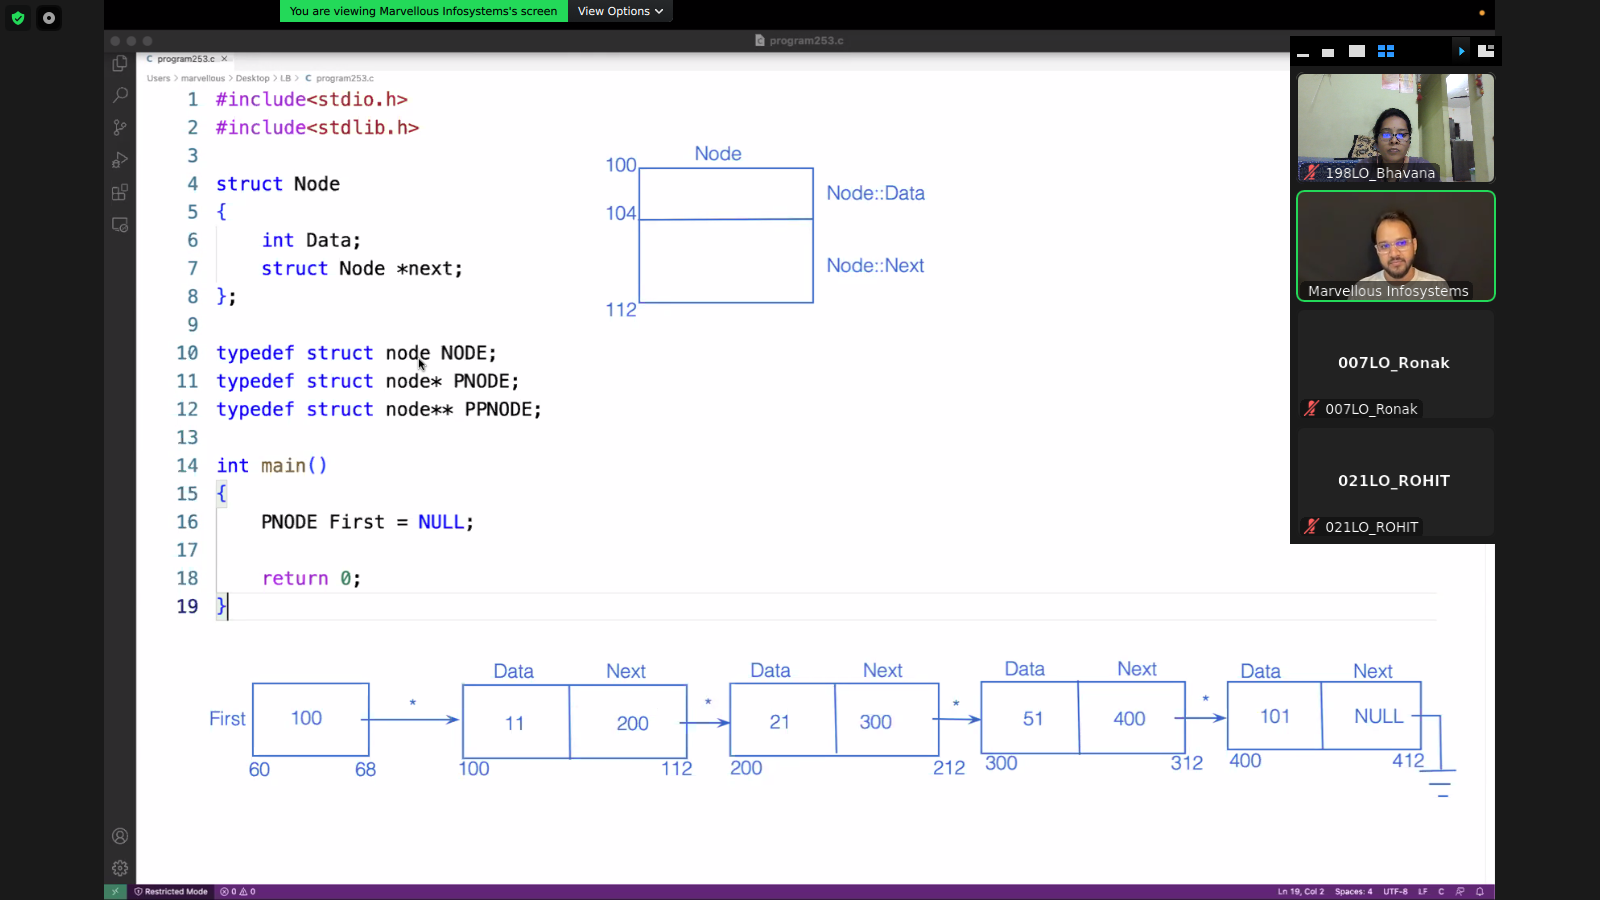 You are viewing Marvellous Infosystems's screen
View Options
program253.c
program253.c
Users > marvellous > Desktop > LB > C program253.c
1 #include<stdio.h>
2 #include<stdlib.h>
3
4 struct Node
5 {
6 int Data;
7 struct Node *next;
8 };
9
10 typedef struct node NODE;
11 typedef struct node* PNODE;
12 typedef struct node** PPNODE;
13
14 int main()
15 {
16 PNODE First = NULL;
17
18 return 0;
19 }
Node
100
Node::Data
104
Node::Next
112
Data Next Data Next Data Next Data Next
First 100 * 11 200 * 21 300 * 51 400 * 101 NULL
60 68 100 112 200 212 300 312 400 412
198LO_Bhavana
Marvellous Infosystems
007LO_Ronak
007LO_Ronak
021LO_ROHIT
021LO_ROHIT
Restricted Mode 0 0 Ln 19, Col 2 Spaces: 4 UTF-8 LF C